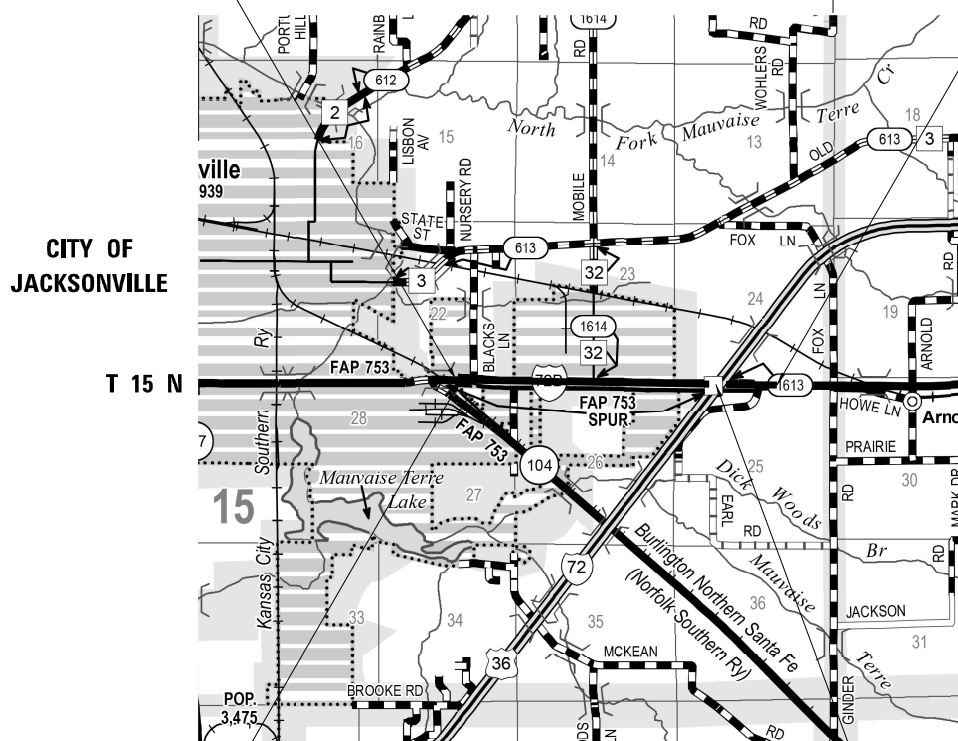 PORT
HILL
RAINB
1614
RD
RD
WOHLERS
RD
Cr
612
2
North
Fork
Mauvaise
Terre
18
16
LISBON
AV
15
14
13
OLD
613
3
ville
939
NURSERY RD
MOBILE
STATE
ST
613
FOX LN
CITY OF
JACKSONVILLE
3
32
23
RD
22
24
LN
19
BLACKS
LN
1614
32
FOX
ARNOLD
Ry
FAP 753
T 15 N
FAP 753
SPUR
1613
HOWE LN
Arno
28
FAP 753
7
Southern
104
26
25
PRAIRIE
30
Mauvaise Terre
Lake
27
Dick
Woods
Br
EARL
RD
RD
MARK DR
15
Kansas City
72
Burlington Northern Santa Fe
(Norfolk Southern Ry)
Mauvaise
Terre
RD
33
34
35
36
JACKSON
31
36
MCKEAN
POP.
3,475
BROOKE RD
GINDER
LN
RD